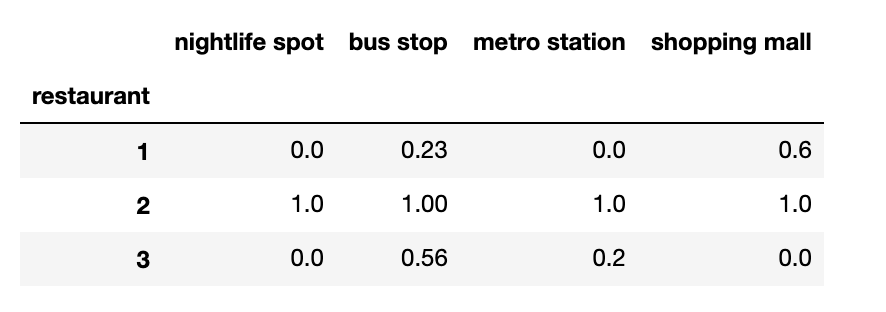 nightlife spot bus stop metro station shopping mall
restaurant
1 0.0 0.23 0.0 0.6
2 1.0 1.00 1.0 1.0
3 0.0 0.56 0.2 0.0